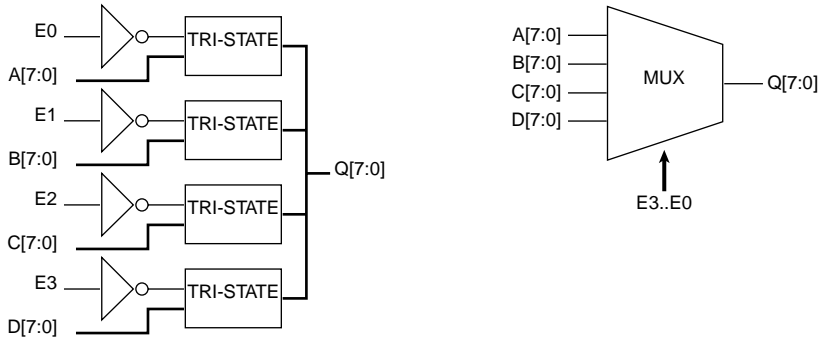 E0
TRI-STATE
A[7:0]
E1
TRI-STATE
B[7:0]
E2
TRI-STATE
C[7:0]
E3
TRI-STATE
D[7:0]
Q[7:0]
A[7:0]
B[7:0]
C[7:0]
D[7:0]
MUX
Q[7:0]
E3..E0